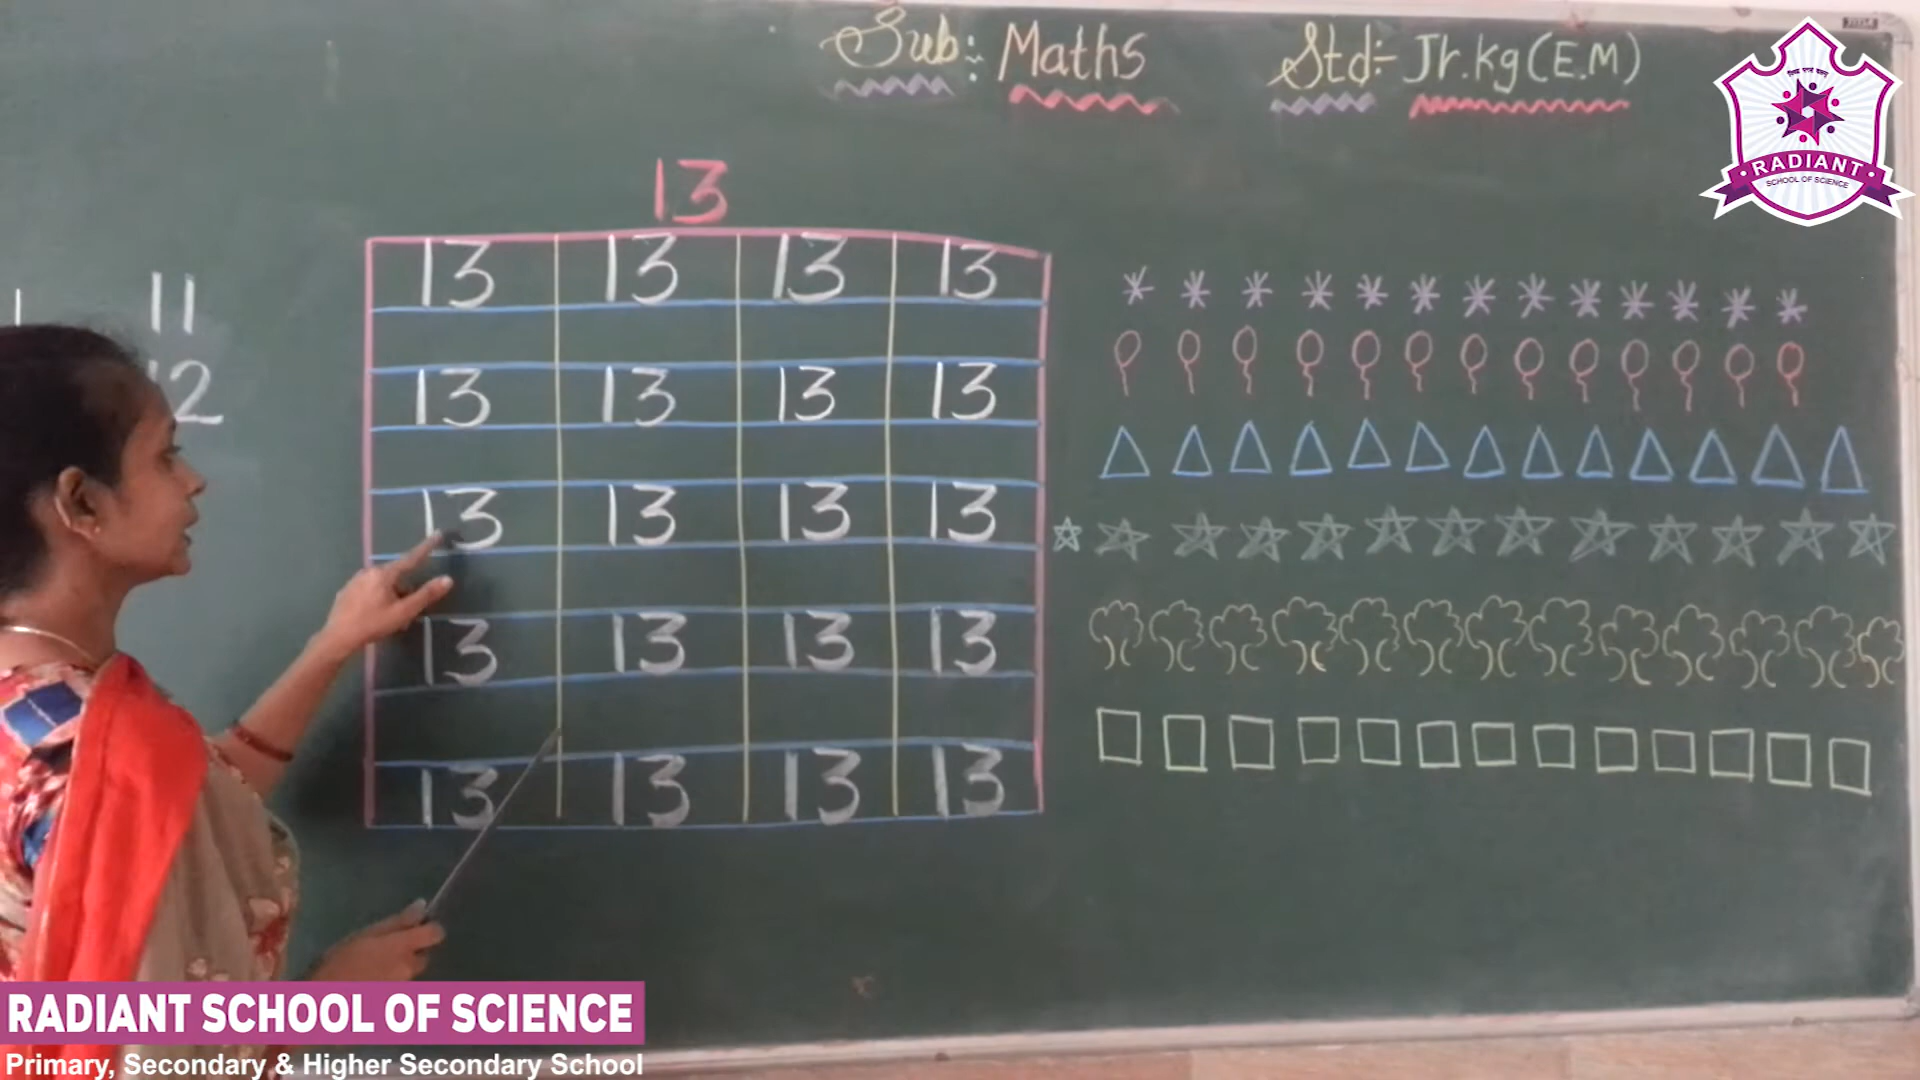 Sub:- Maths Std:- Jr.kg(E.M)
RADIANT
SCHOOL OF SCIENCE
13
13 13 13 13
11
12
13 13 13 13
13 13 13 13
13 13 13 13
13 13 13 13
RADIANT SCHOOL OF SCIENCE
Primary, Secondary & Higher Secondary School